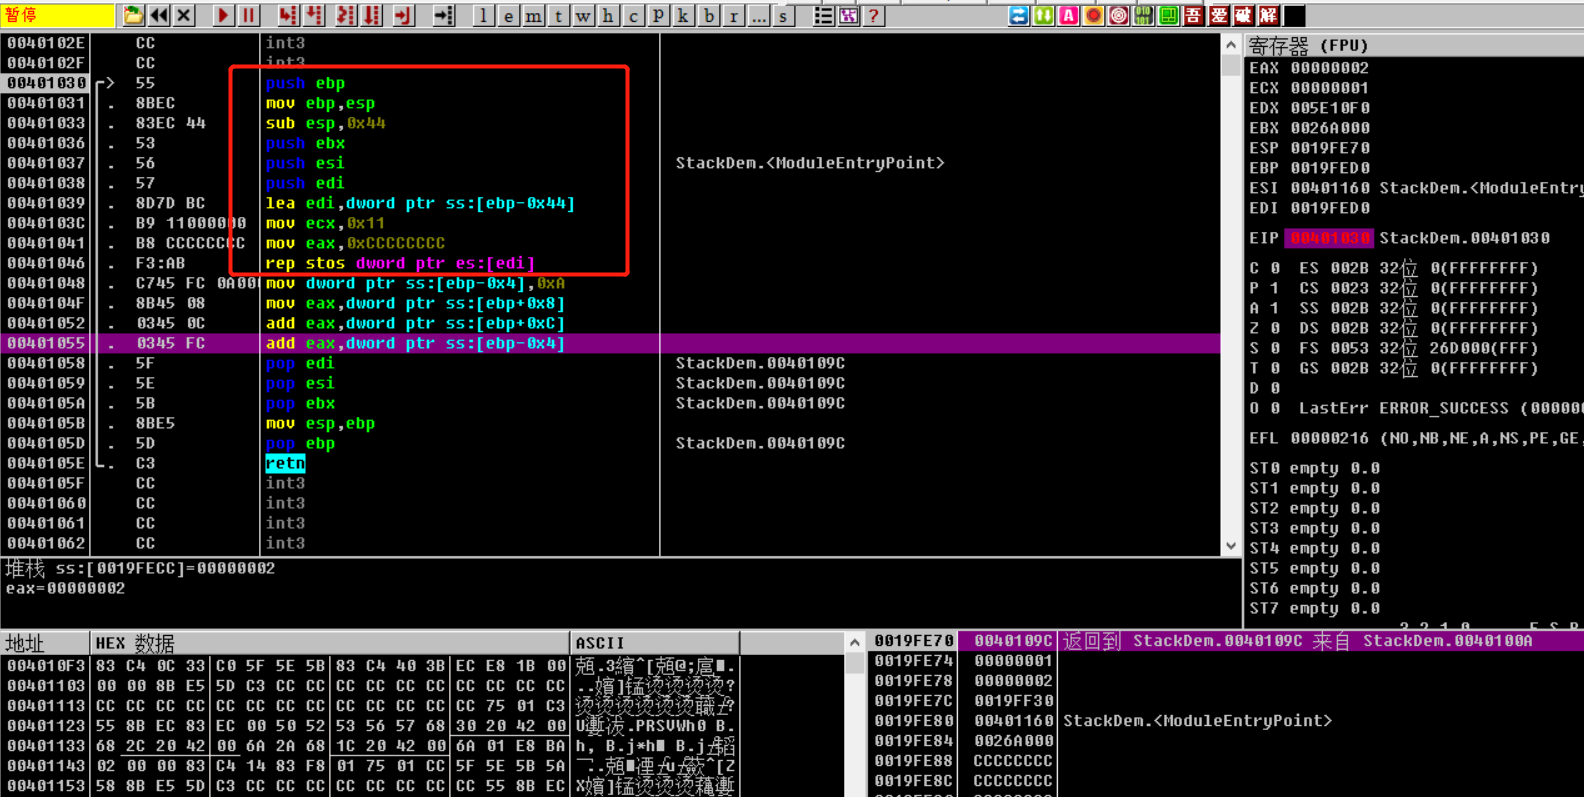 暂停
l e m t w h c P k b r ... s ?
吾 爱 破 解
0040102E CC int3
0040102F CC int3
00401030 > 55 push ebp
00401031 . 8BEC mov ebp,esp
00401033 . 83EC 44 sub esp,0x44
00401036 . 53 push ebx
00401037 . 56 push esi StackDem.<ModuleEntryPoint>
00401038 . 57 push edi
00401039 . 8D7D BC lea edi,dword ptr ss:[ebp-0x44]
0040103C . B9 11000000 mov ecx,0x11
00401041 . B8 CCCCCCCC mov eax,0xCCCCCCCC
00401046 . F3:AB rep stos dword ptr es:[edi]
00401048 . C745 FC 0A00 mov dword ptr ss:[ebp-0x4],0xA
0040104F . 8B45 08 mov eax,dword ptr ss:[ebp+0x8]
00401052 . 0345 0C add eax,dword ptr ss:[ebp+0xC]
00401055 . 0345 FC add eax,dword ptr ss:[ebp-0x4]
00401058 . 5F pop edi StackDem.0040109C
00401059 . 5E pop esi StackDem.0040109C
0040105A . 5B pop ebx StackDem.0040109C
0040105B . 8BE5 mov esp,ebp
0040105D . 5D pop ebp StackDem.0040109C
0040105E . C3 retn
0040105F CC int3
00401060 CC int3
00401061 CC int3
00401062 CC int3
堆栈 ss:[0019FECC]=00000002
eax=00000002
寄存器 (FPU)
EAX 00000002
ECX 00000001
EDX 005E10F0
EBX 0026A000
ESP 0019FE70
EBP 0019FED0
ESI 00401160 StackDem.<ModuleEntry
EDI 0019FED0
EIP 00401030 StackDem.00401030
C 0 ES 002B 32位 0(FFFFFFFF)
P 1 CS 0023 32位 0(FFFFFFFF)
A 1 SS 002B 32位 0(FFFFFFFF)
Z 0 DS 002B 32位 0(FFFFFFFF)
S 0 FS 0053 32位 26D000(FFF)
T 0 GS 002B 32位 0(FFFFFFFF)
D 0
O 0 LastErr ERROR_SUCCESS (00000
EFL 00000216 (NO,NB,NE,A,NS,PE,GE,
ST0 empty 0.0
ST1 empty 0.0
ST2 empty 0.0
ST3 empty 0.0
ST4 empty 0.0
ST5 empty 0.0
ST6 empty 0.0
ST7 empty 0.0
地址 HEX 数据 ASCII
004010F3 83 C4 0C 33 C0 5F 5E 5B 83 C4 40 3B EC E8 1B 00
00401103 00 00 8B E5 5D C3 CC CC CC CC CC CC CC CC CC CC
00401113 CC CC CC CC CC CC CC CC CC CC CC CC CC 75 01 C3
00401123 55 8B EC 83 EC 00 50 52 53 56 57 68 30 20 42 00
00401133 68 2C 20 42 00 6A 2A 68 1C 20 42 00 6A 01 E8 BA
00401143 02 00 00 83 C4 14 83 F8 01 75 01 CC 5F 5E 5B 5A
00401153 58 8B E5 5D C3 CC CC CC CC CC CC CC CC 55 8B EC
0019FE70 0040109C 返回到 StackDem.0040109C 来自 StackDem.0040100A
0019FE74 00000001
0019FE78 00000002
0019FE7C 0019FF30
0019FE80 00401160 StackDem.<ModuleEntryPoint>
0019FE84 0026A000
0019FE88 CCCCCCCC
0019FE8C CCCCCCCC